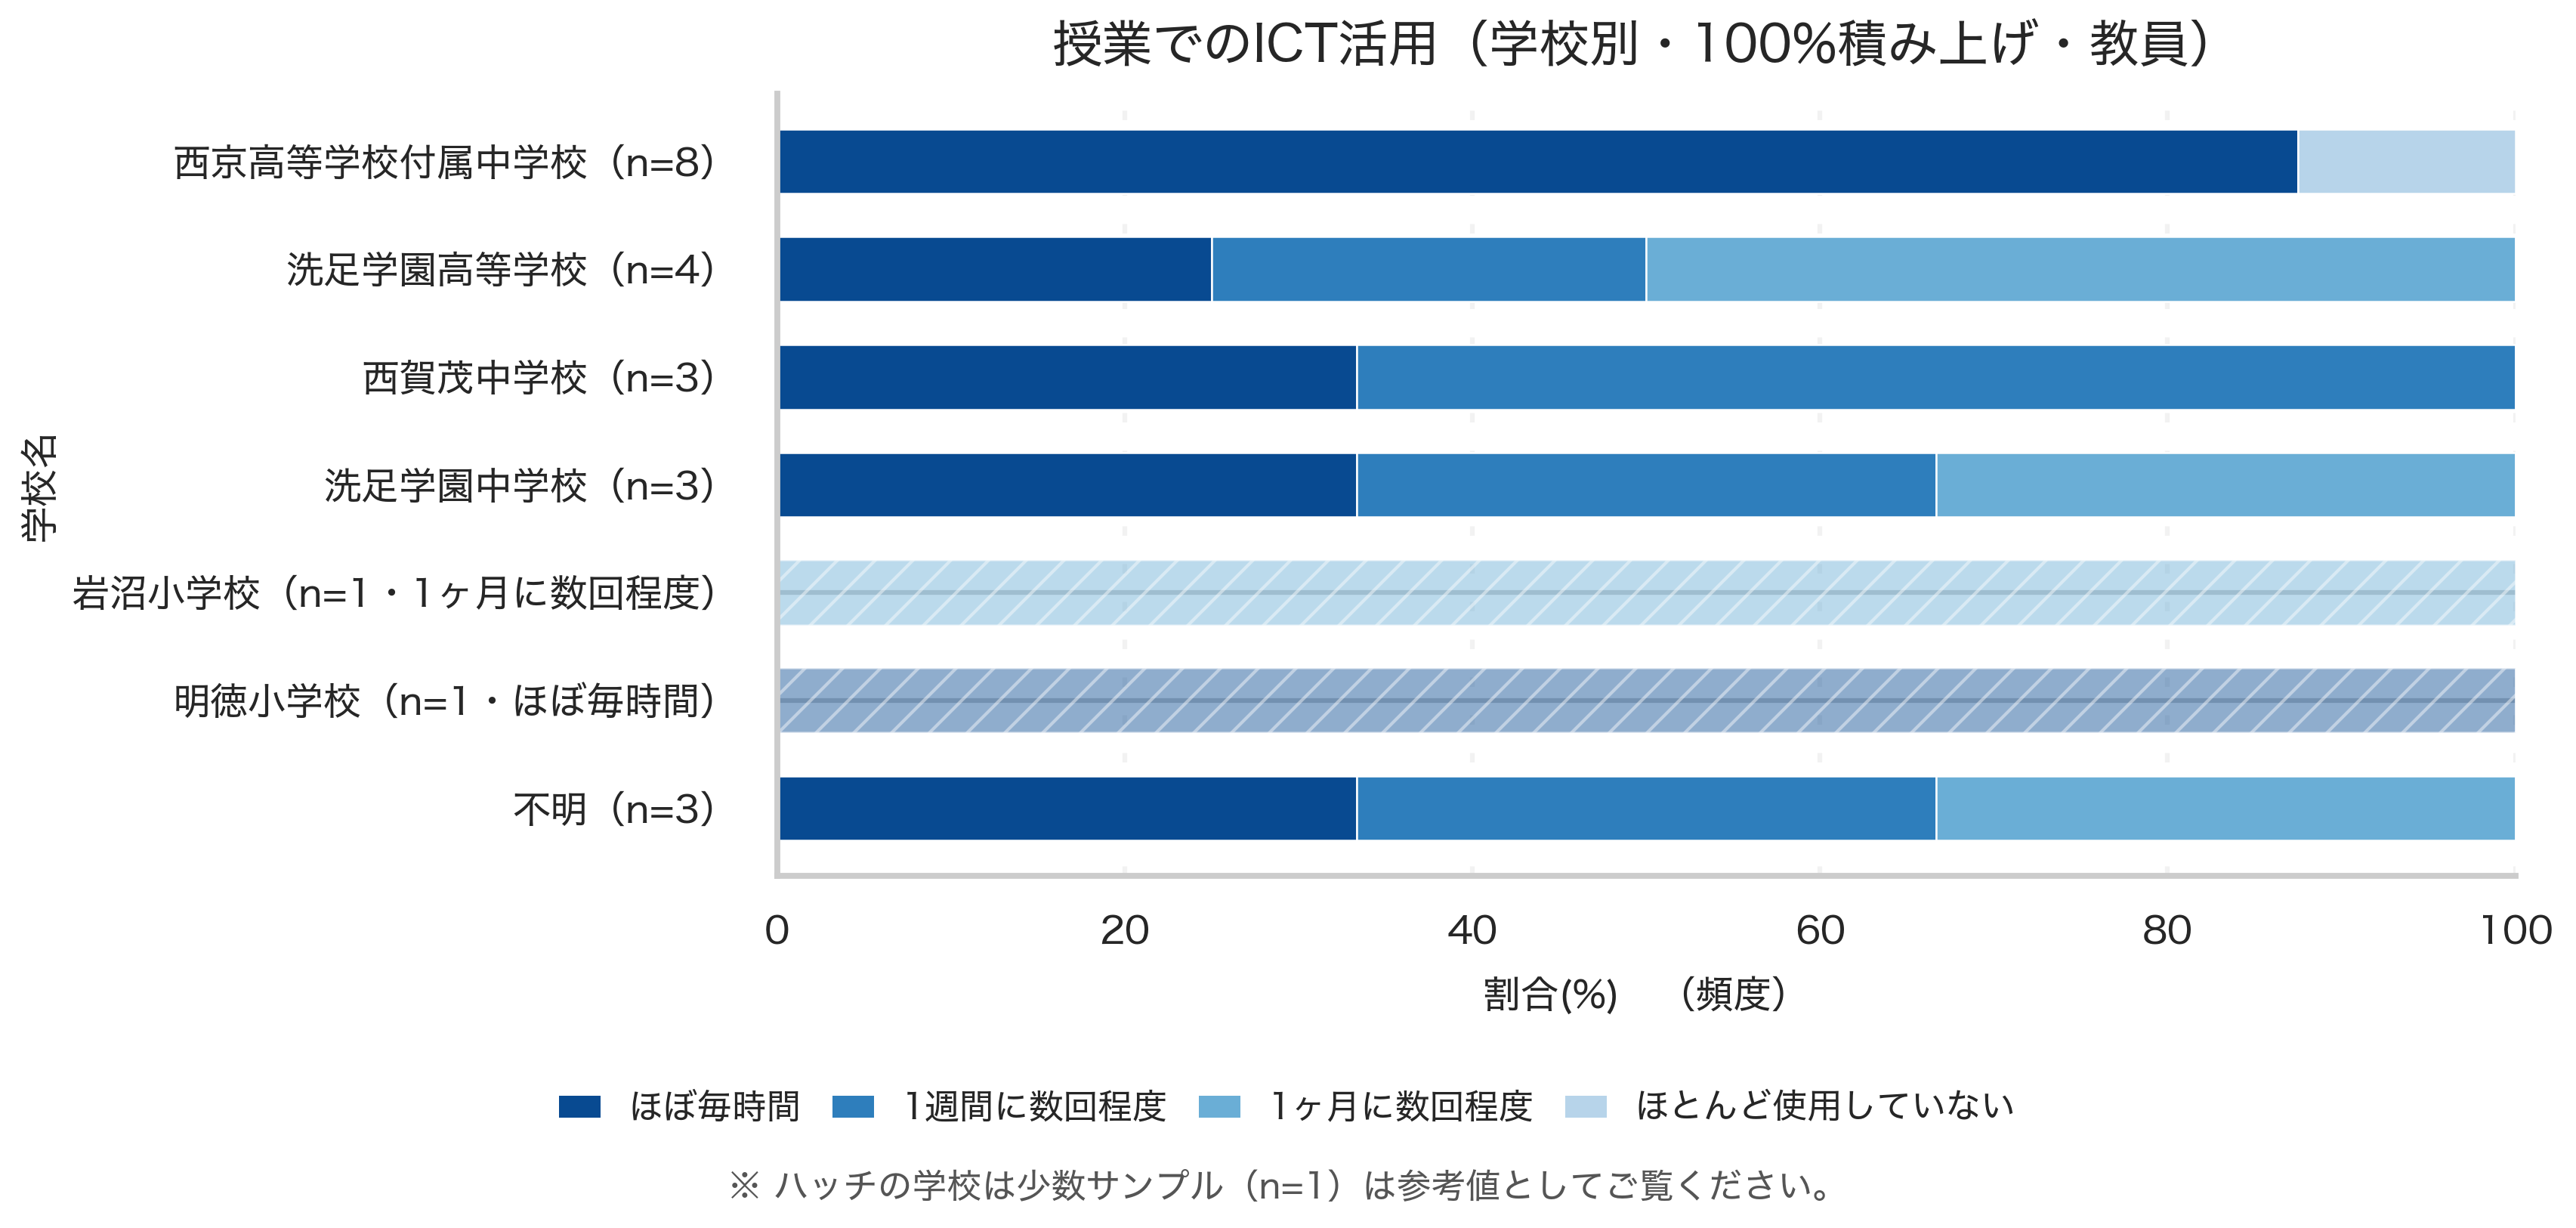 授業でのICT活用（学校別・100%積み上げ・教員）
学校名
西京高等学校付属中学校（n=8）
洗足学園高等学校（n=4）
西賀茂中学校（n=3）
洗足学園中学校（n=3）
岩沼小学校（n=1・1ヶ月に数回程度）
明徳小学校（n=1・ほぼ毎時間）
不明（n=3）
0 20 40 60 80 100
割合(%)　（頻度）
ほぼ毎時間 1週間に数回程度 1ヶ月に数回程度 ほとんど使用していない
※ ハッチの学校は少数サンプル（n=1）は参考値としてご覧ください。